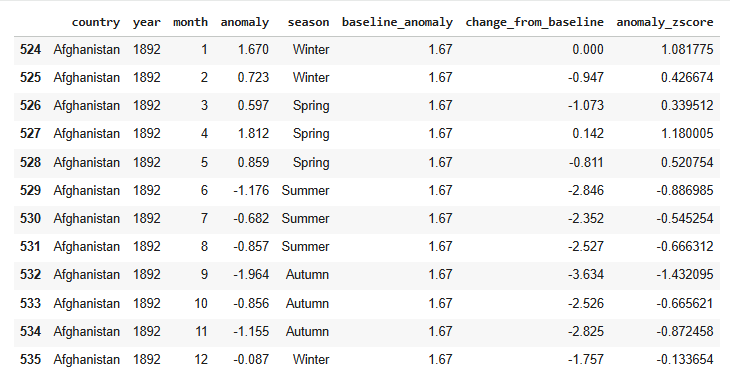 country year month anomaly season baseline_anomaly change_from_baseline anomaly_zscore
524 Afghanistan 1892 1 1.670 Winter 1.67 0.000 1.081775
525 Afghanistan 1892 2 0.723 Winter 1.67 -0.947 0.426674
526 Afghanistan 1892 3 0.597 Spring 1.67 -1.073 0.339512
527 Afghanistan 1892 4 1.812 Spring 1.67 0.142 1.180005
528 Afghanistan 1892 5 0.859 Spring 1.67 -0.811 0.520754
529 Afghanistan 1892 6 -1.176 Summer 1.67 -2.846 -0.886985
530 Afghanistan 1892 7 -0.682 Summer 1.67 -2.352 -0.545254
531 Afghanistan 1892 8 -0.857 Summer 1.67 -2.527 -0.666312
532 Afghanistan 1892 9 -1.964 Autumn 1.67 -3.634 -1.432095
533 Afghanistan 1892 10 -0.856 Autumn 1.67 -2.526 -0.665621
534 Afghanistan 1892 11 -1.155 Autumn 1.67 -2.825 -0.872458
535 Afghanistan 1892 12 -0.087 Winter 1.67 -1.757 -0.133654